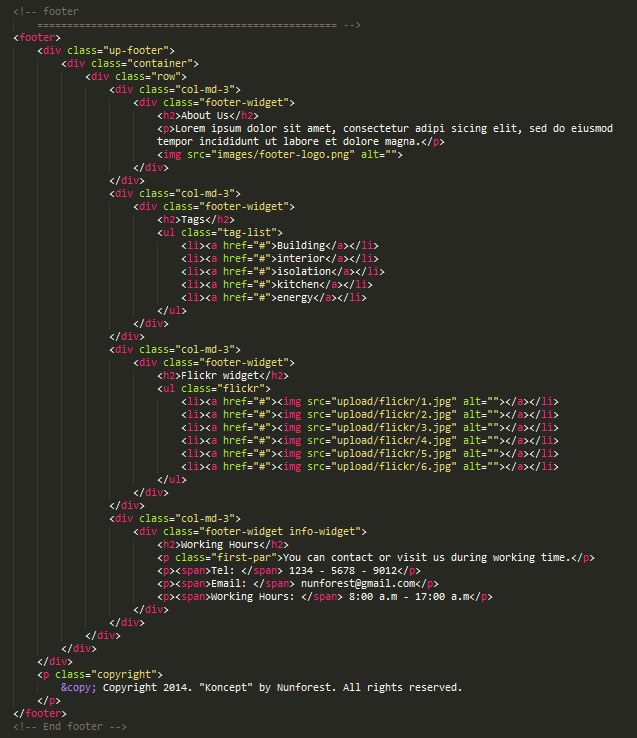 <!-- footer
================================================== -->
<footer>
<div class="up-footer">
<div class="container">
<div class="row">
<div class="col-md-3">
<div class="footer-widget">
<h2>About Us</h2>
<p>Lorem ipsum dolor sit amet, consectetur adipi sicing elit, sed do eiusmod
tempor incididunt ut labore et dolore magna.</p>
<img src="images/footer-logo.png" alt="">
</div>
</div>
<div class="col-md-3">
<div class="footer-widget">
<h2>Tags</h2>
<ul class="tag-list">
<li><a href="#">Building</a></li>
<li><a href="#">interior</a></li>
<li><a href="#">isolation</a></li>
<li><a href="#">kitchen</a></li>
<li><a href="#">energy</a></li>
</ul>
</div>
</div>
<div class="col-md-3">
<div class="footer-widget">
<h2>Flickr widget</h2>
<ul class="flickr">
<li><a href="#"><img src="upload/flickr/1.jpg" alt=""></a></li>
<li><a href="#"><img src="upload/flickr/2.jpg" alt=""></a></li>
<li><a href="#"><img src="upload/flickr/3.jpg" alt=""></a></li>
<li><a href="#"><img src="upload/flickr/4.jpg" alt=""></a></li>
<li><a href="#"><img src="upload/flickr/5.jpg" alt=""></a></li>
<li><a href="#"><img src="upload/flickr/6.jpg" alt=""></a></li>
</ul>
</div>
</div>
<div class="col-md-3">
<div class="footer-widget info-widget">
<h2>Working Hours</h2>
<p class="first-par">You can contact or visit us during working time.</p>
<p><span>Tel: </span> 1234 - 5678 - 9012</p>
<p><span>Email: </span> nunforest@gmail.com</p>
<p><span>Working Hours: </span> 8:00 a.m - 17:00 a.m</p>
</div>
</div>
</div>
</div>
</div>
<p class="copyright">
&copy; Copyright 2014. "Koncept" by Nunforest. All rights reserved.
</p>
</footer>
<!-- End footer -->